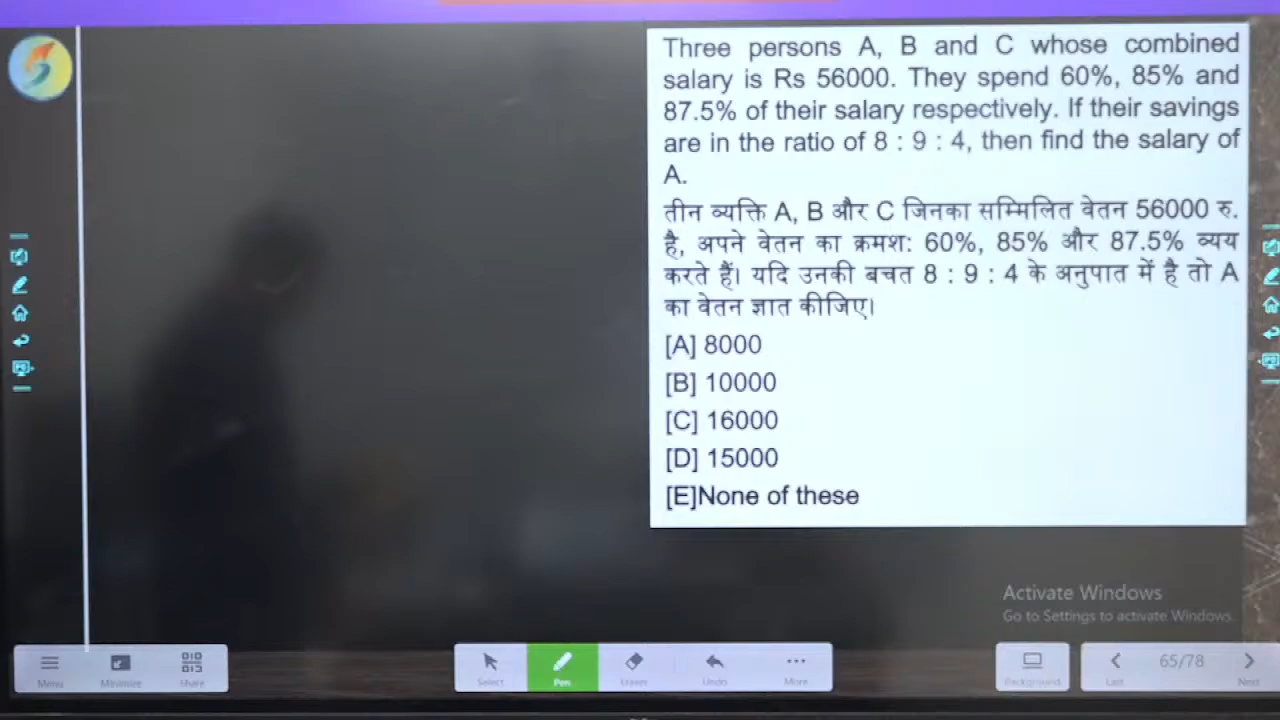 Three persons A, B and C whose combined
salary is Rs 56000. They spend 60%, 85% and
87.5% of their salary respectively. If their savings
are in the ratio of 8 : 9 : 4, then find the salary of
A.
तीन व्यक्ति A, B और C जिनका सम्मिलित वेतन 56000 रु.
है, अपने वेतन का क्रमश: 60%, 85% और 87.5% व्यय
करते हैं। यदि उनकी बचत 8 : 9 : 4 के अनुपात में है तो A
का वेतन ज्ञात कीजिए।
[A] 8000
[B] 10000
[C] 16000
[D] 15000
[E]None of these
Activate Windows
Go to Settings to activate Windows.
Menu Minimize Share Select Pen Eraser Undo More Background Last 65/78 Next